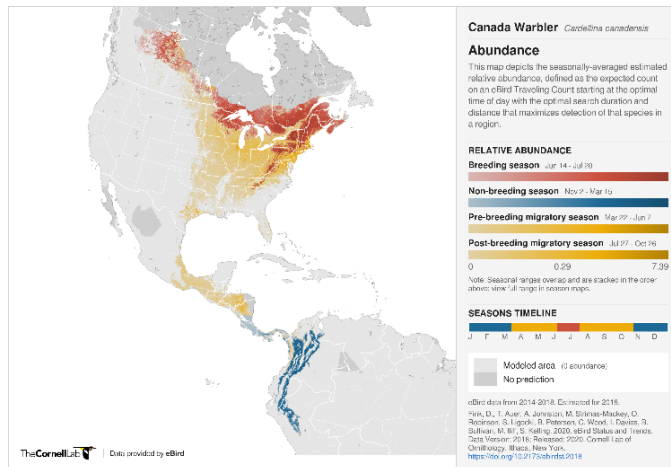 Canada Warbler Cardellina canadensis
Abundance
This map depicts the seasonally-averaged estimated
relative abundance, defined as the expected count
on an eBird Traveling Count starting at the optimal
time of day with the optimal search duration and
distance that maximizes detection of that species in
a region.
RELATIVE ABUNDANCE
Breeding season Jun 14 - Jul 20
Non-breeding season Nov 2 - Mar 15
Pre-breeding migratory season Mar 22 - Jun 7
Post-breeding migratory season Jul 27 - Oct 26
0 0.29 7.39
Note: Seasonal ranges overlap and are stacked in the order
above; view full range in season maps.
SEASONS TIMELINE
J F M A M J J A S O N D
Modeled area (0 abundance)
No prediction
eBird data from 2014-2018. Estimated for 2018.
Fink, D., T. Auer, A. Johnston, M. Strimas-Mackey, O.
Robinson, S. Ligocki, B. Petersen, C. Wood, I. Davies, B.
Sullivan, M. Iliff, S. Kelling. 2020. eBird Status and Trends.
Data Version: 2018; Released: 2020. Cornell Lab of
Ornithology, Ithaca, New York.
https://doi.org/10.2173/ebirdst.2018
TheCornellLab Data provided by eBird